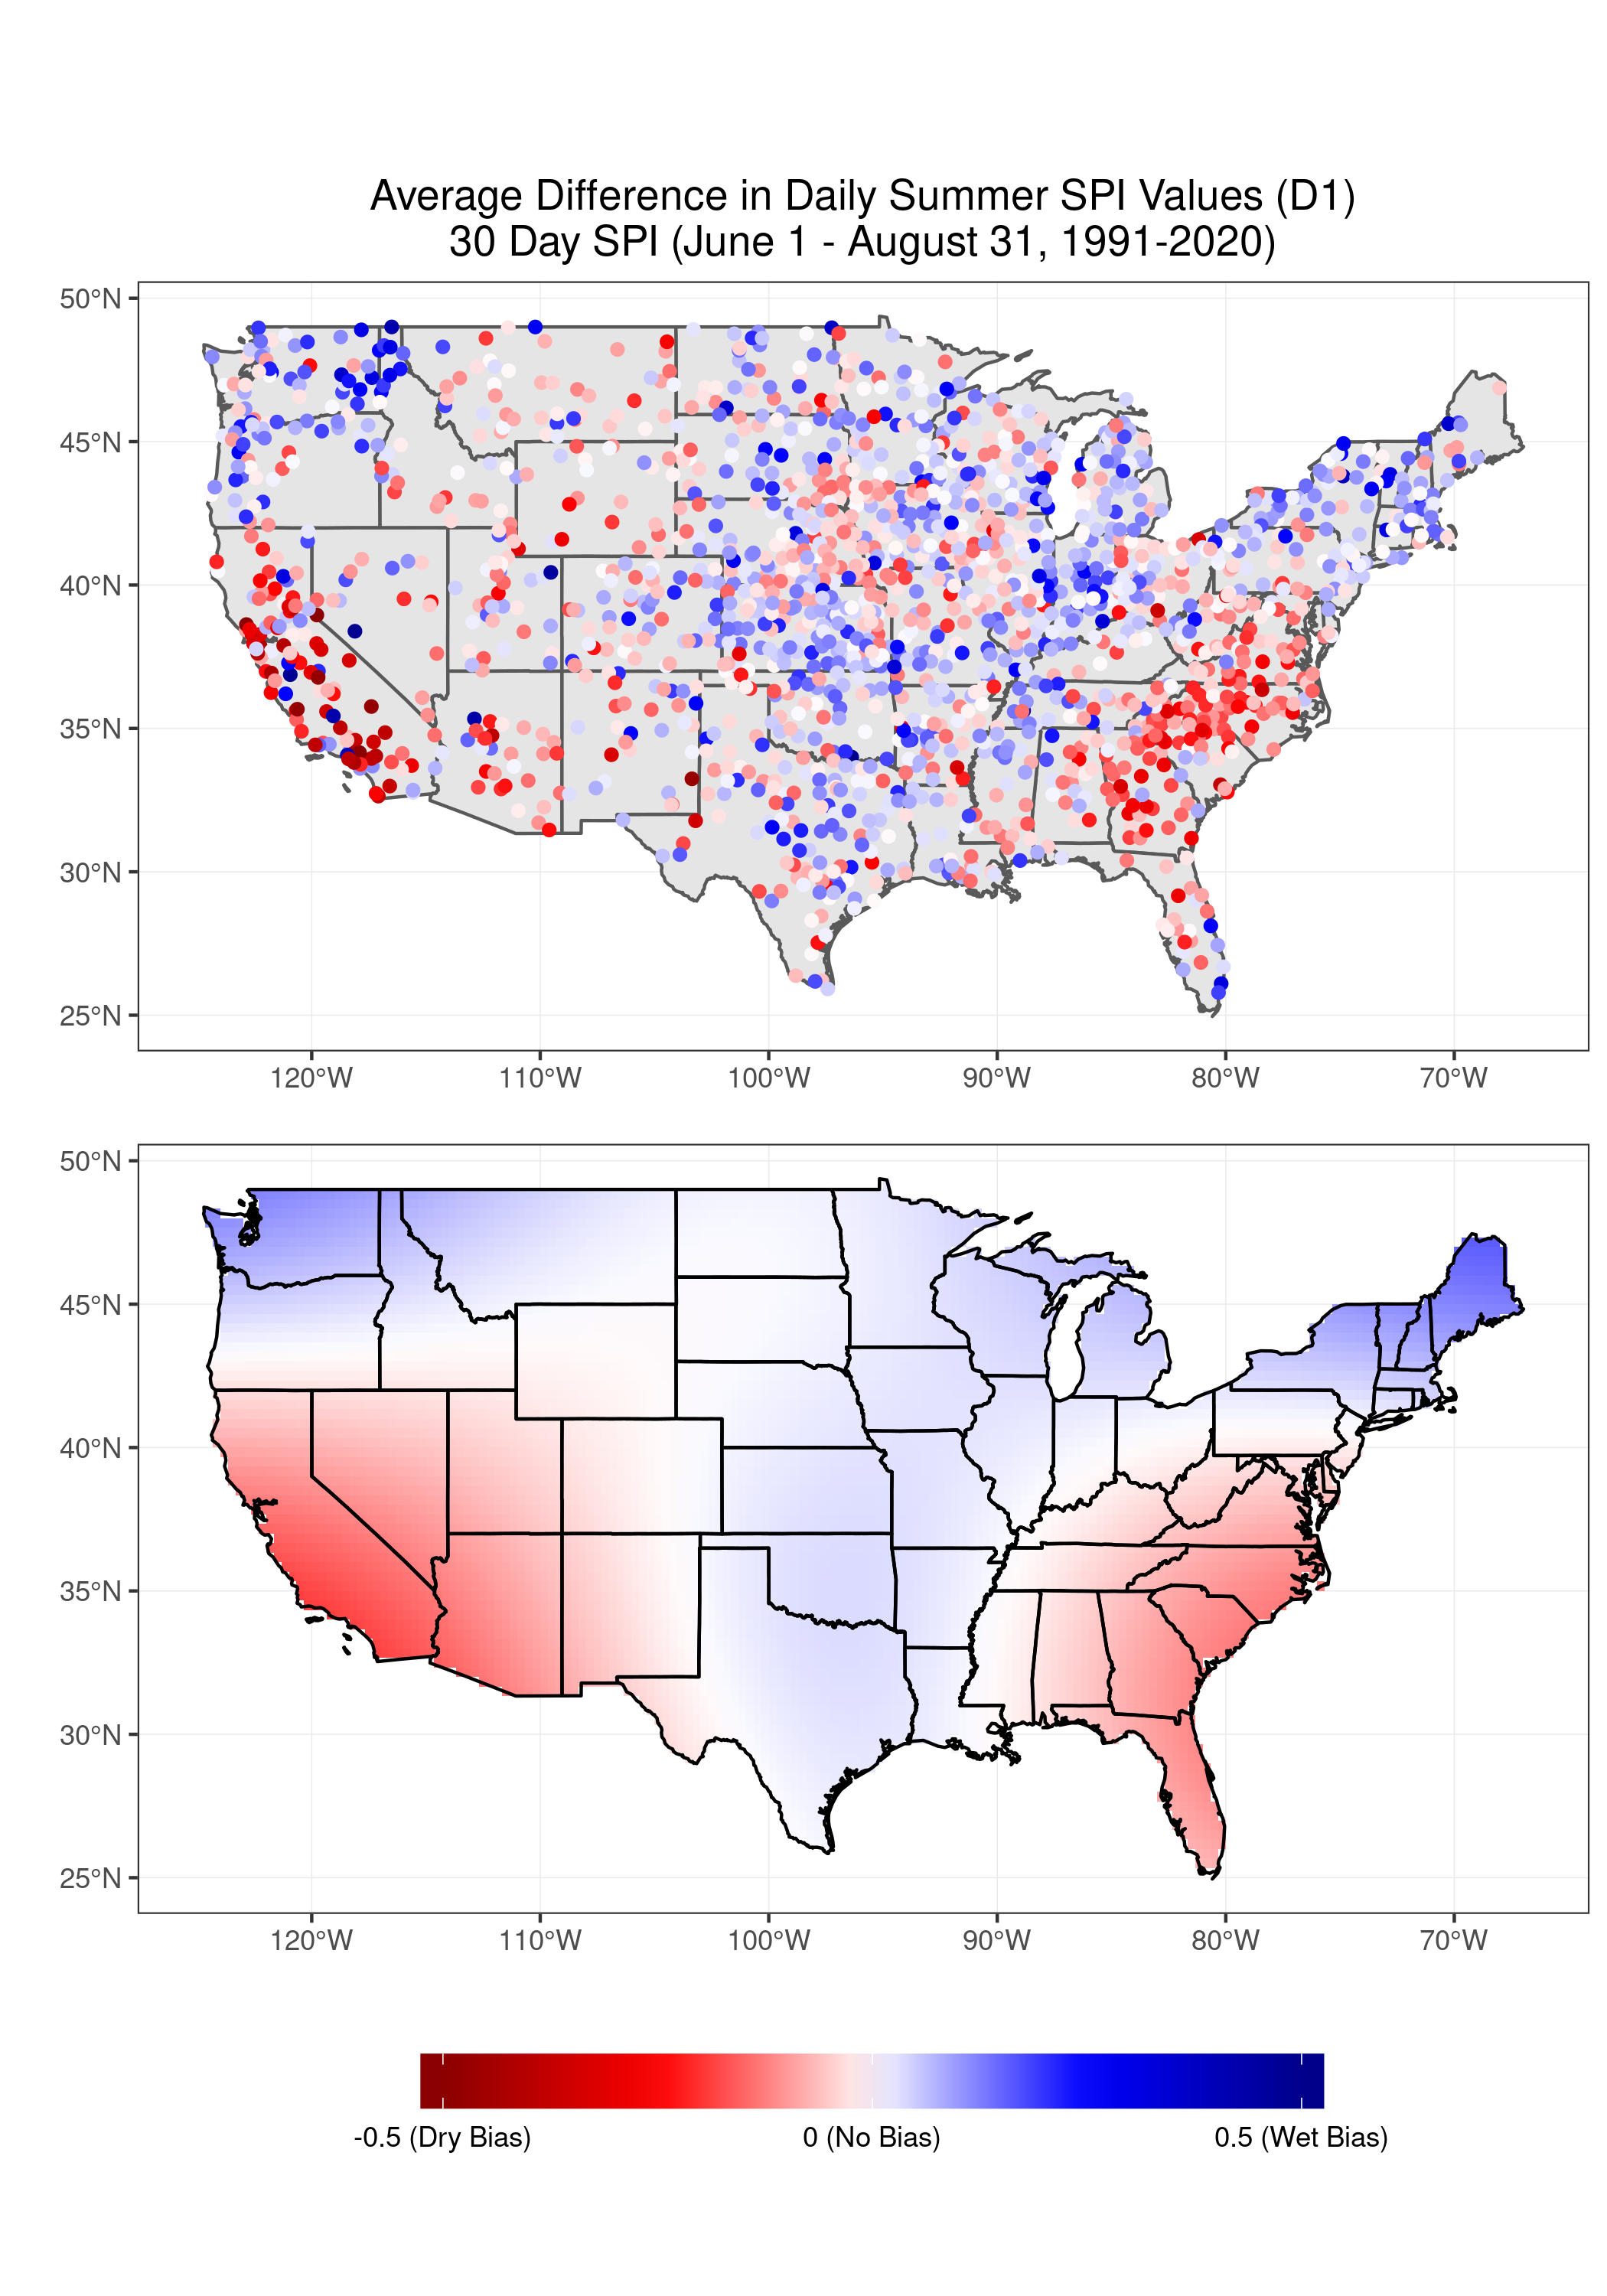 Average Difference in Daily Summer SPI Values (D1)
30 Day SPI (June 1 - August 31, 1991-2020)
50°N
45°N
40°N
35°N
30°N
25°N
120°W 110°W 100°W 90°W 80°W 70°W
50°N
45°N
40°N
35°N
30°N
25°N
120°W 110°W 100°W 90°W 80°W 70°W
-0.5 (Dry Bias) 0 (No Bias) 0.5 (Wet Bias)